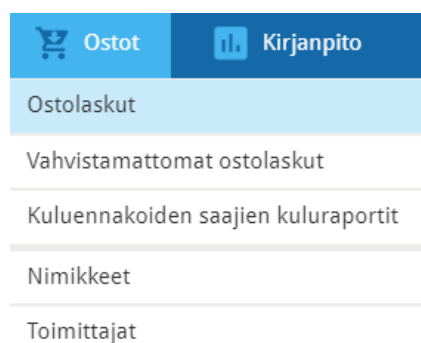 Ostot Kirjanpito
Ostolaskut
Vahvistamattomat ostolaskut
Kuluennakoiden saajien kuluraportit
Nimikkeet
Toimittajat